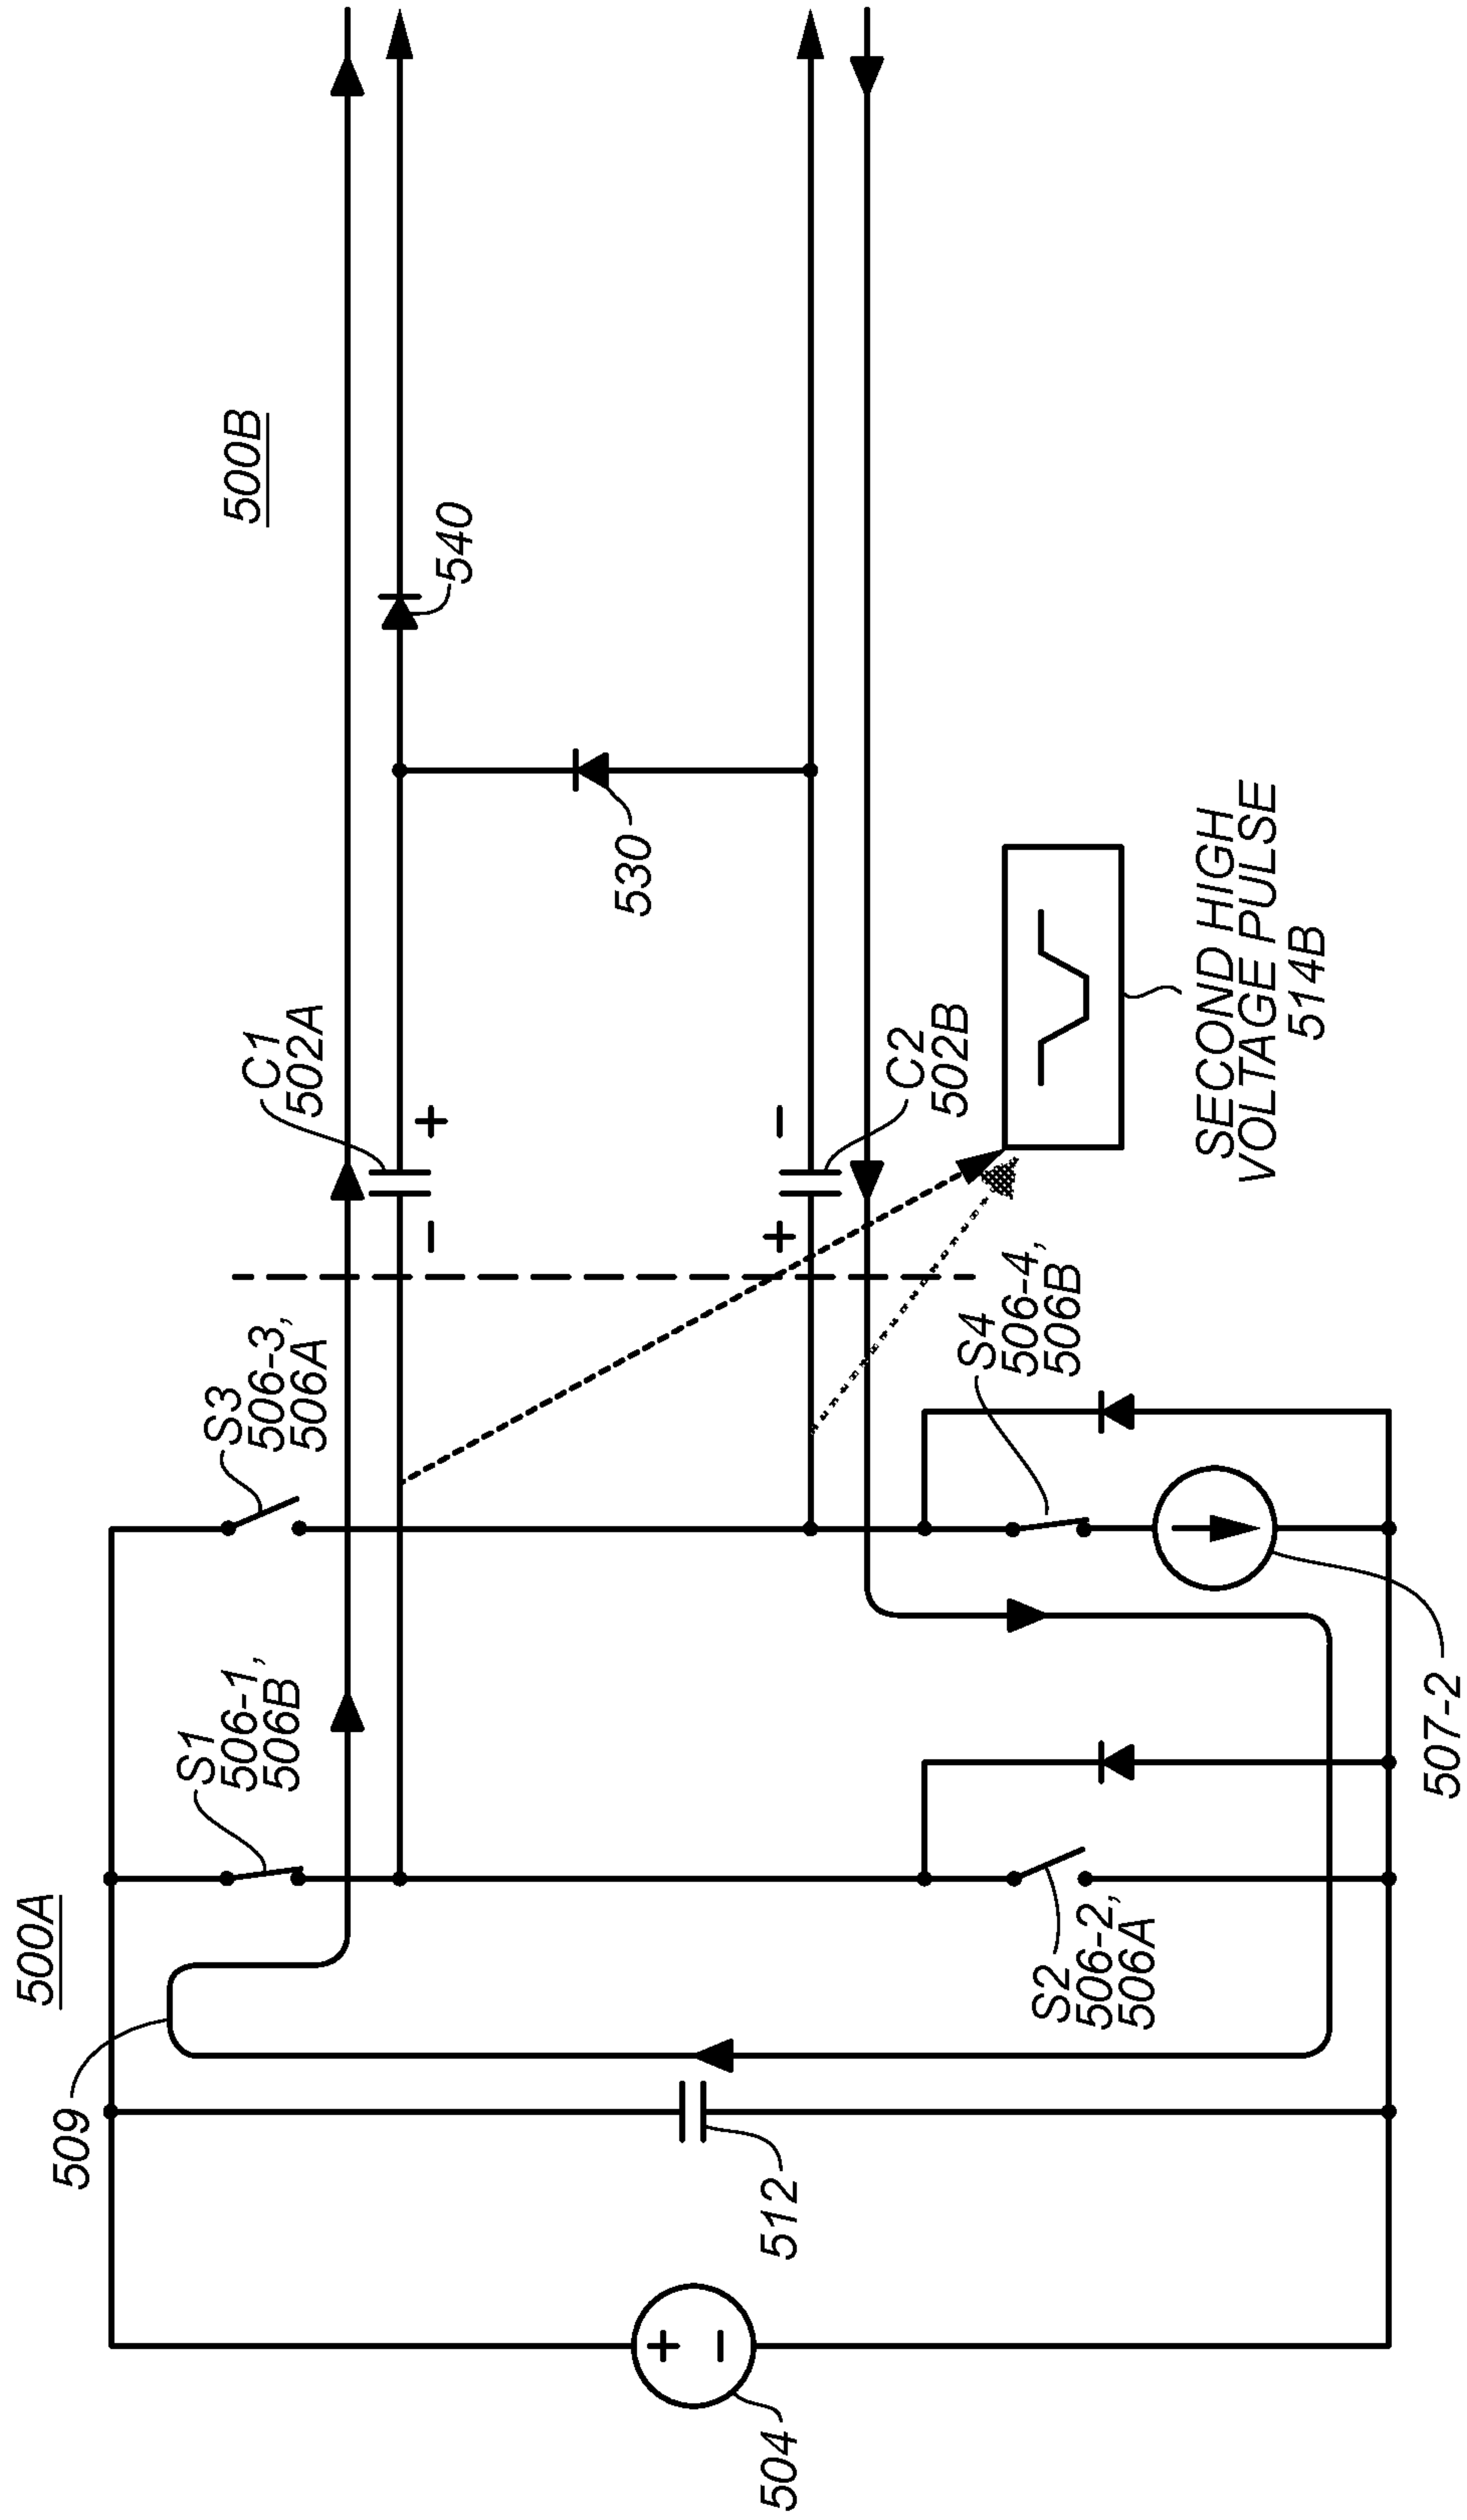 500A
500B
509
S1
506-1,
506B
S3
506-3,
506A
C1
502A
540
530
-
+
+
-
C2
502B
504
+
-
512
S2
506-2,
506A
S4
506-4,
506B
507-2
SECOND HIGH
VOLTAGE PULSE
514B